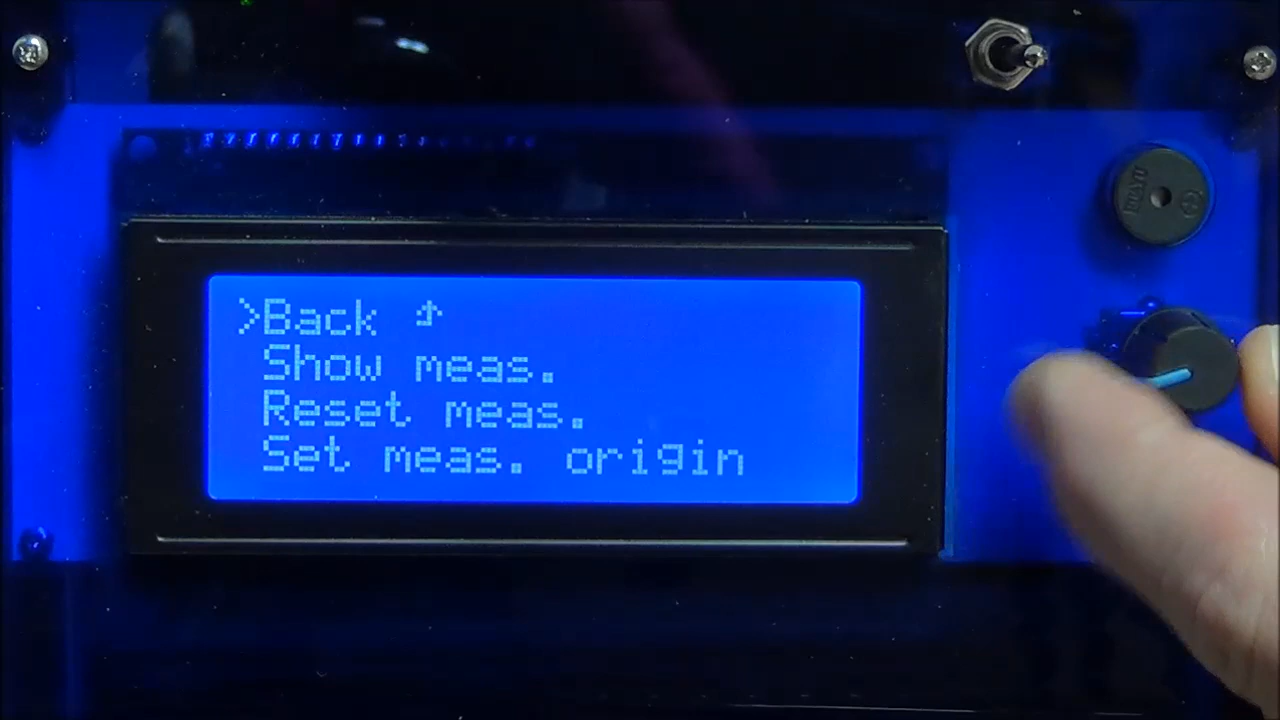 >Back ⮥
Show meas.
Reset meas.
Set meas. origin